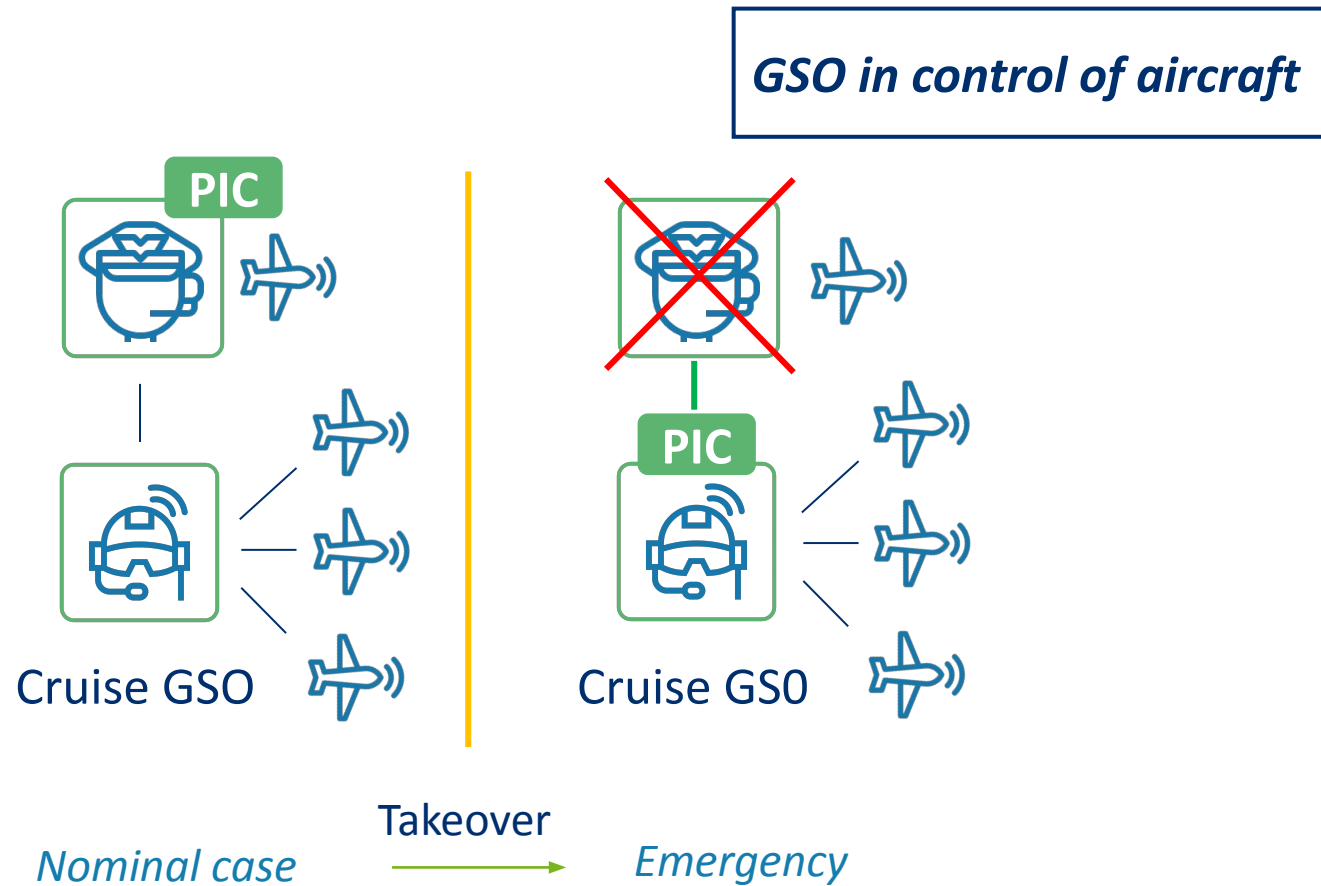 GSO in control of aircraft
PIC
PIC
Cruise GSO
Cruise GS0
Takeover
Nominal case
Emergency